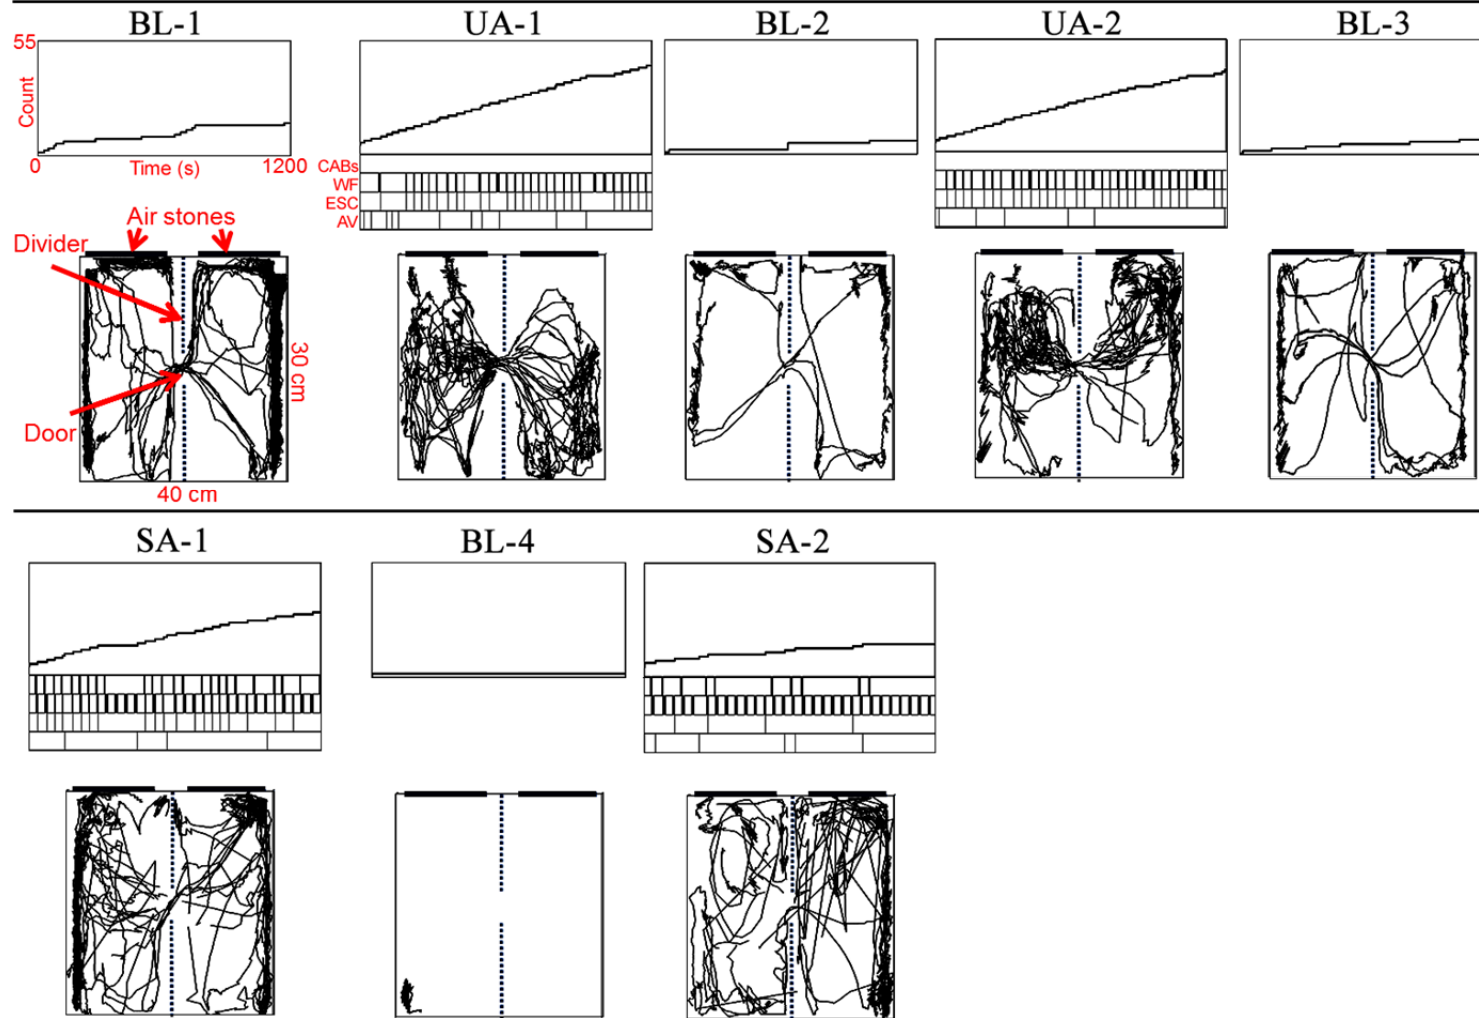 BL-1
UA-1
BL-2
UA-2
BL-3
55
Count
0
Time (s)
1200
CABs
WF
ESC
AV
Air stones
Divider
30 cm
Door
40 cm
SA-1
BL-4
SA-2